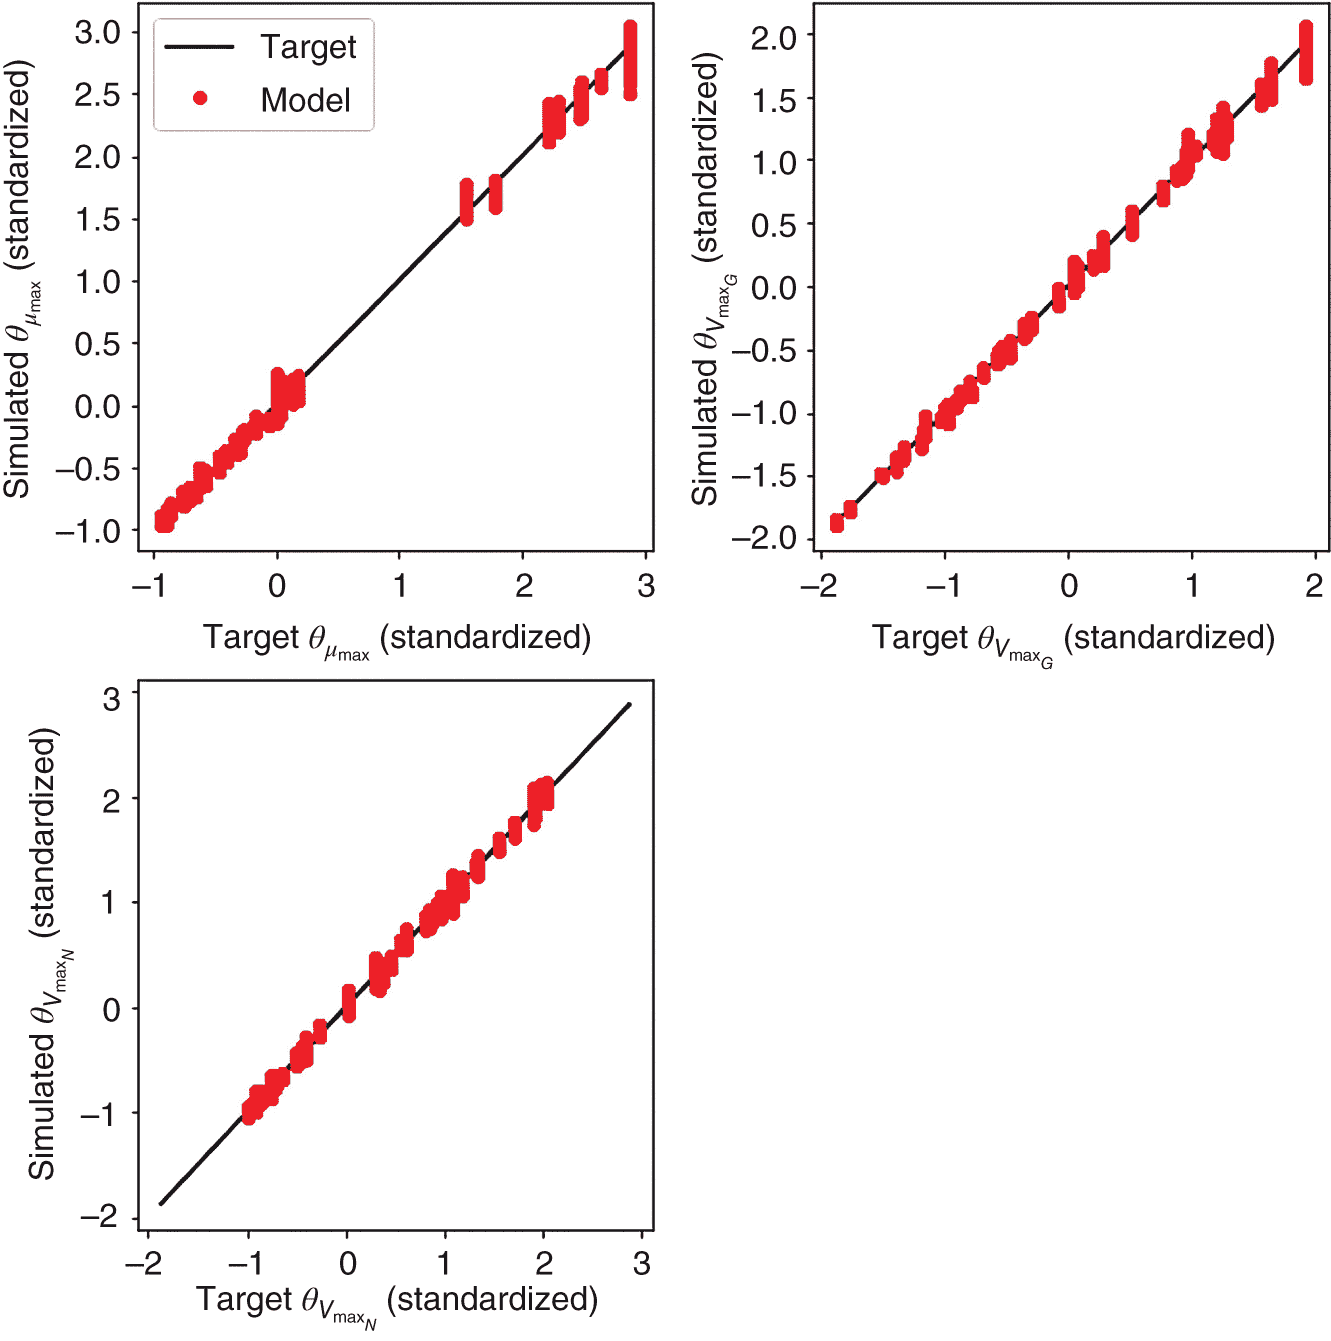 Target
Model
3.0
2.5
2.0
1.5
1.0
0.5
0.0
−0.5
−1.0
−1 0 1 2 3
Simulated θμmax (standardized)
Target θμmax (standardized)
2.0
1.5
1.0
0.5
0.0
−0.5
−1.0
−1.5
−2.0
−2 −1 0 1 2
Simulated θVmaxG (standardized)
Target θVmaxG (standardized)
3
2
1
0
−1
−2
−2 −1 0 1 2 3
Simulated θVmaxN (standardized)
Target θVmaxN (standardized)